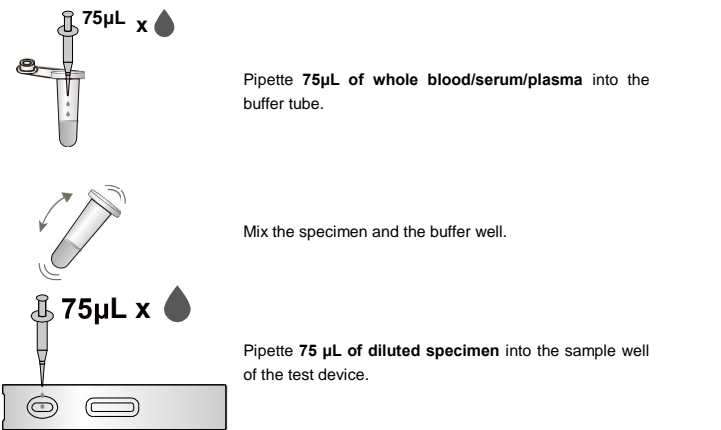 75µL x
Pipette 75µL of whole blood/serum/plasma into the
buffer tube.
Mix the specimen and the buffer well.
75µL x
Pipette 75 µL of diluted specimen into the sample well
of the test device.